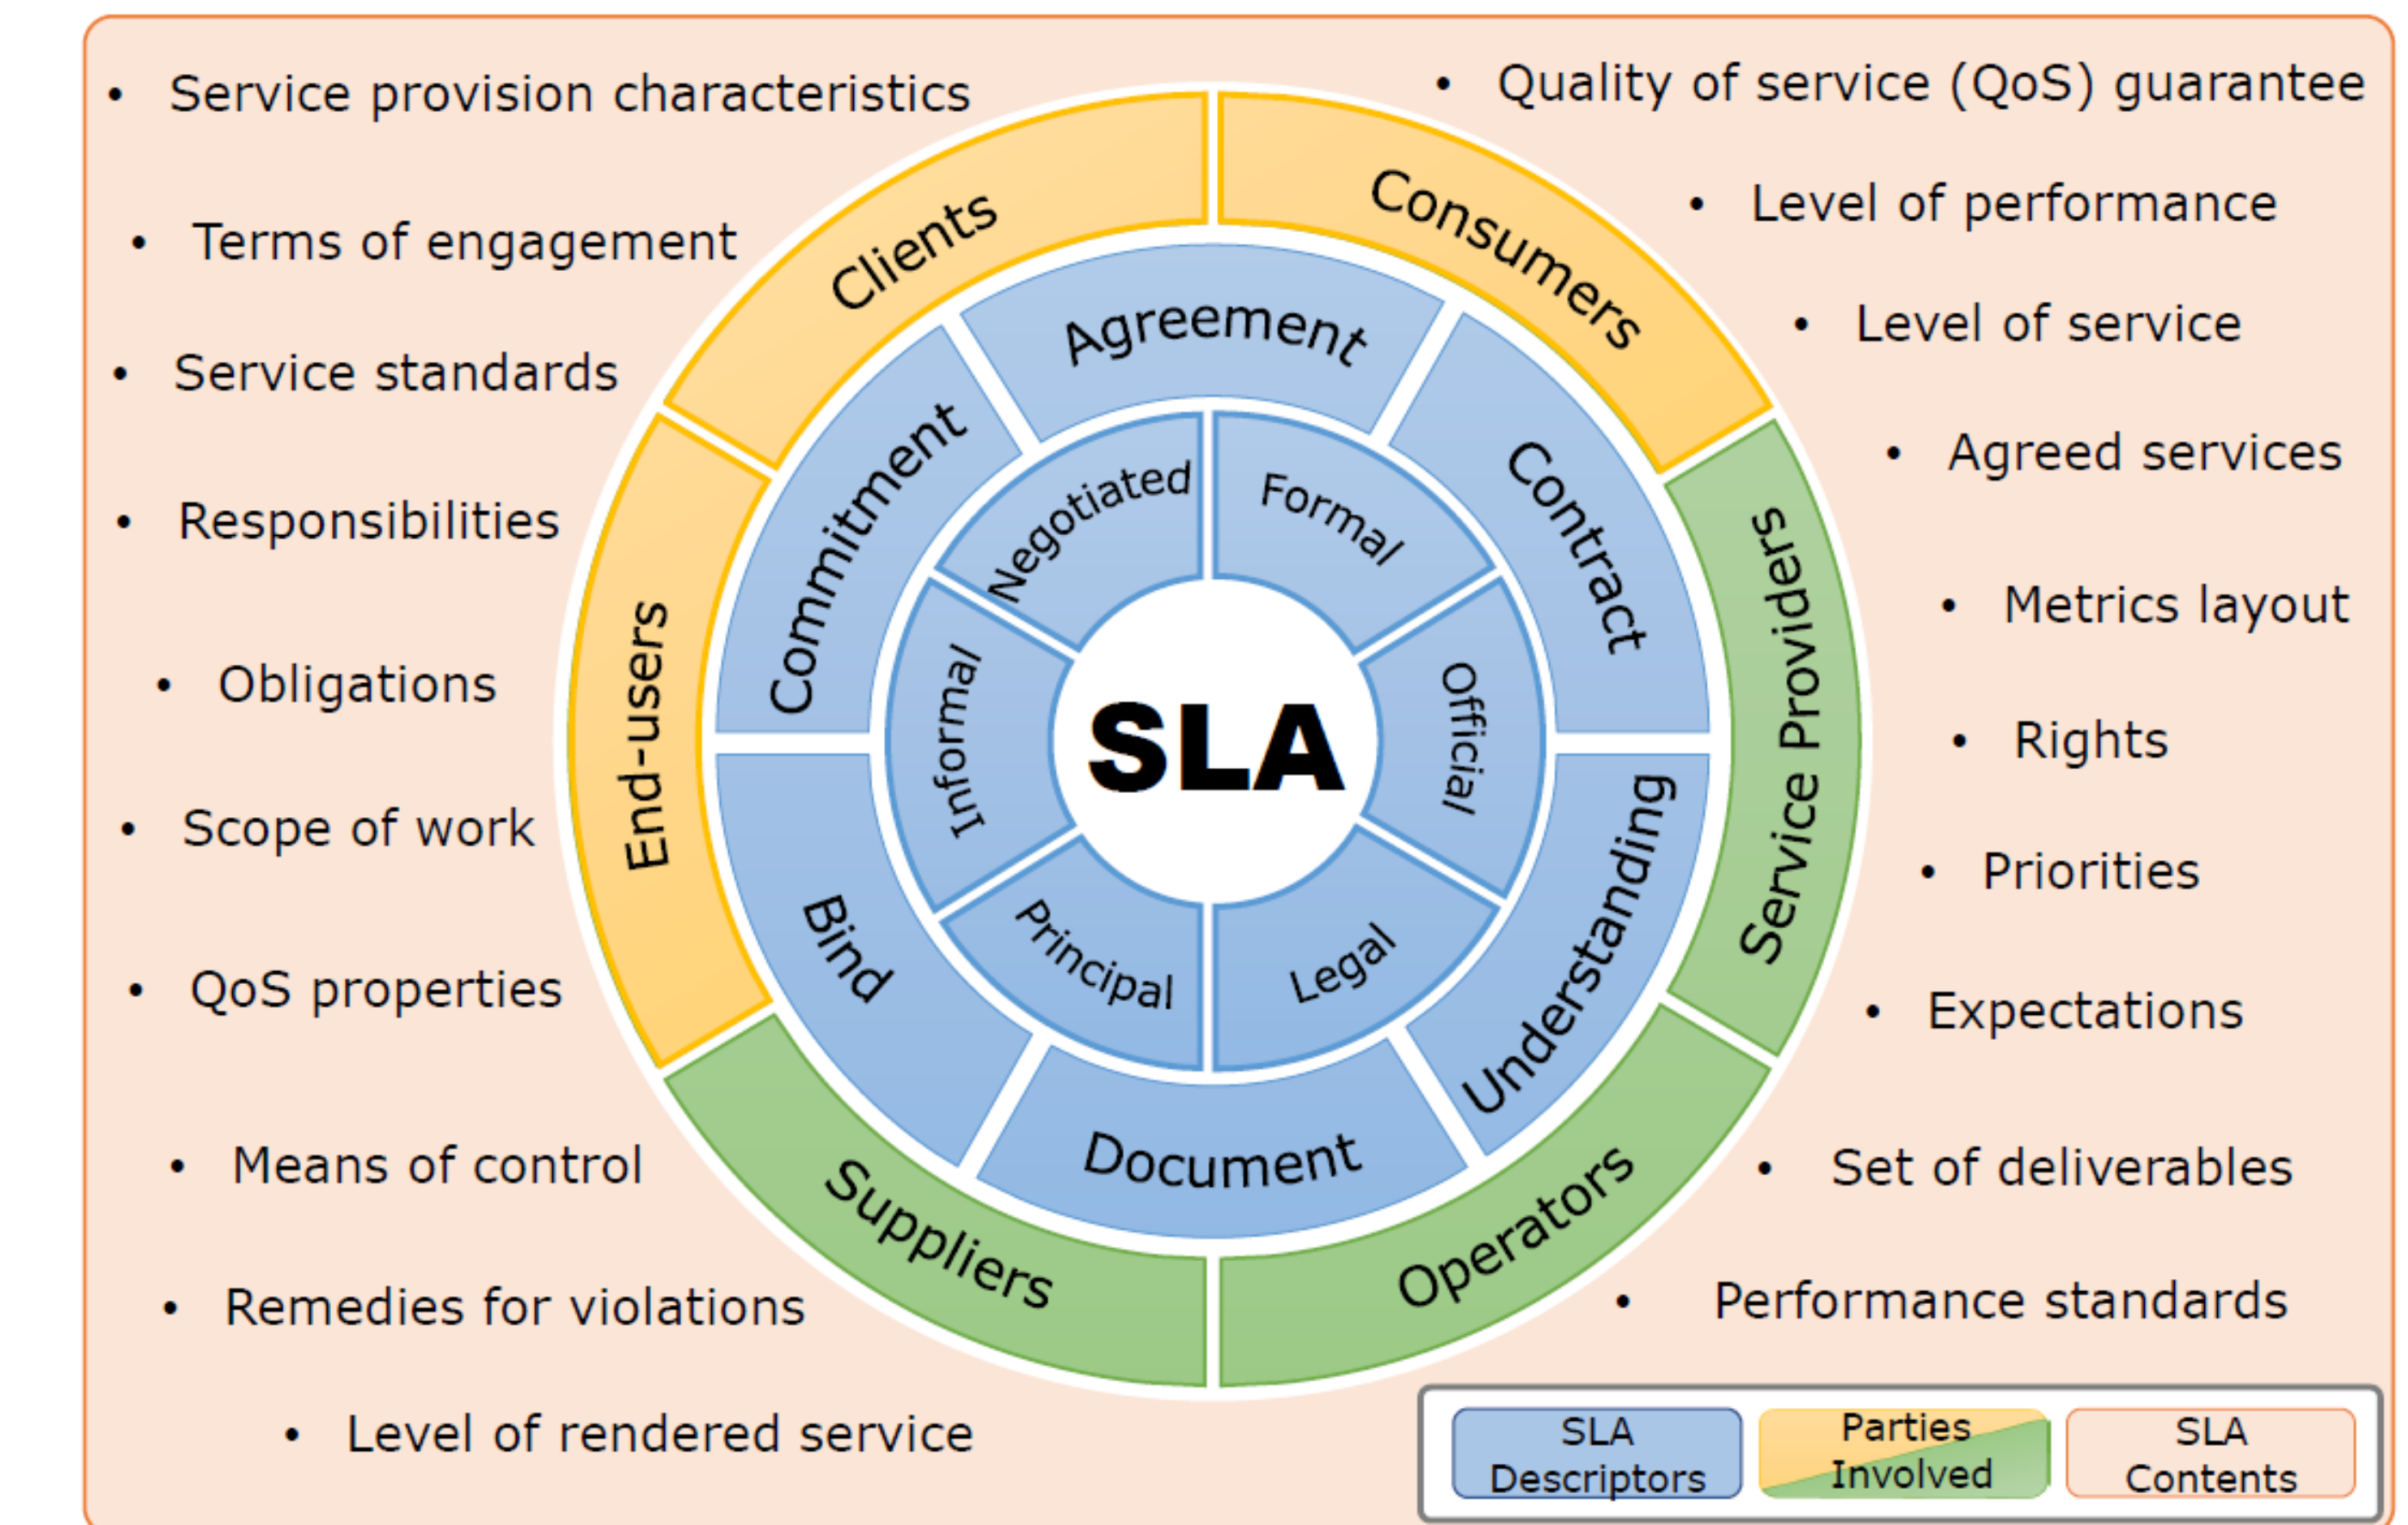 • Service provision characteristics
• Terms of engagement
• Service standards
• Responsibilities
• Obligations
• Scope of work
• QoS properties
• Means of control
• Remedies for violations
• Level of rendered service
Clients
Consumers
Service Providers
Operators
Suppliers
End-users
Agreement
Contract
Understanding
Document
Bind
Commitment
Negotiated
Formal
Official
Legal
Principal
Informal
SLA
• Quality of service (QoS) guarantee
• Level of performance
• Level of service
• Agreed services
• Metrics layout
• Rights
• Priorities
• Expectations
• Set of deliverables
• Performance standards
SLA
Descriptors
Parties
Involved
SLA
Contents